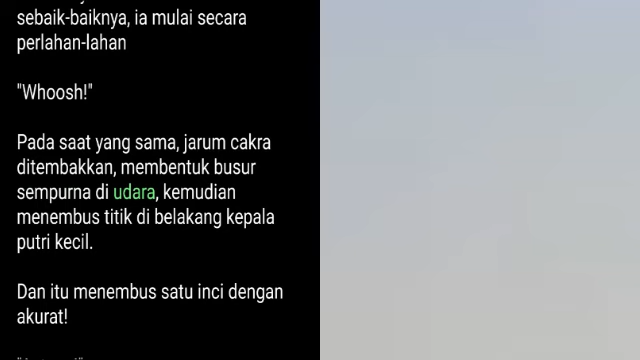 sebaik-baiknya, ia mulai secara
perlahan-lahan
"Whoosh!"
Pada saat yang sama, jarum cakra
ditembakkan, membentuk busur
sempurna di udara, kemudian
menembus titik di belakang kepala
putri kecil.
Dan itu menembus satu inci dengan
akurat!